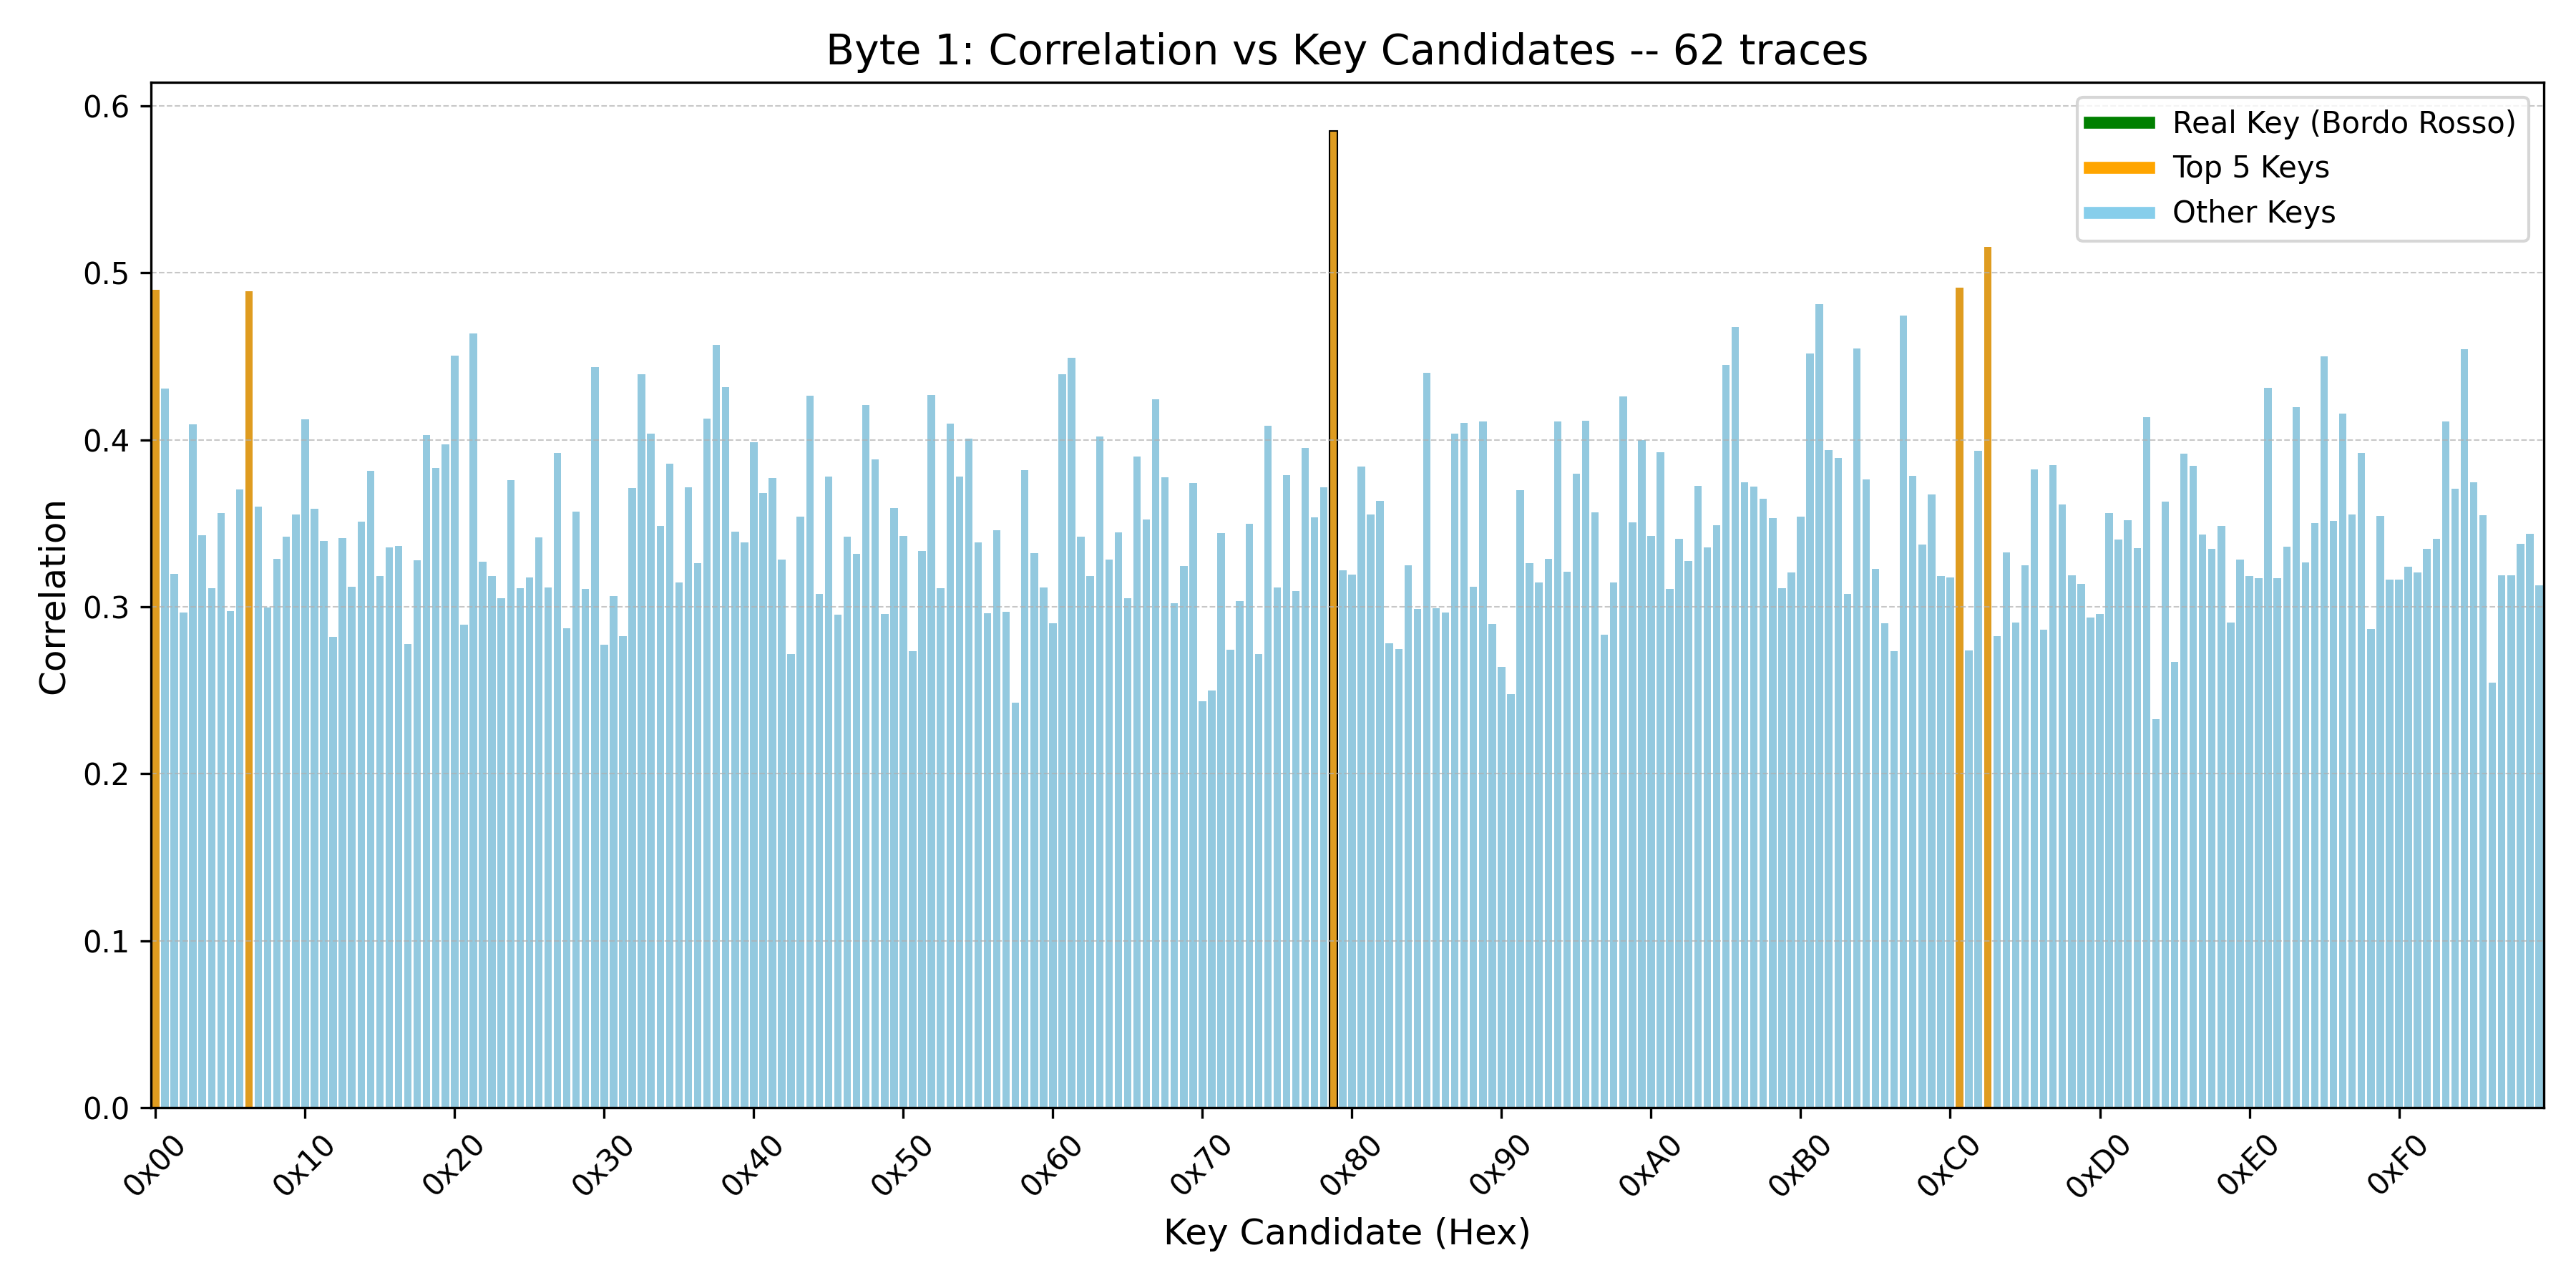 Byte 1: Correlation vs Key Candidates -- 62 traces
Real Key (Bordo Rosso)
Top 5 Keys
Other Keys
Correlation
0.6
0.5
0.4
0.3
0.2
0.1
0.0
0x00
0x10
0x20
0x30
0x40
0x50
0x60
0x70
0x80
0x90
0xA0
0xB0
0xC0
0xD0
0xE0
0xF0
Key Candidate (Hex)